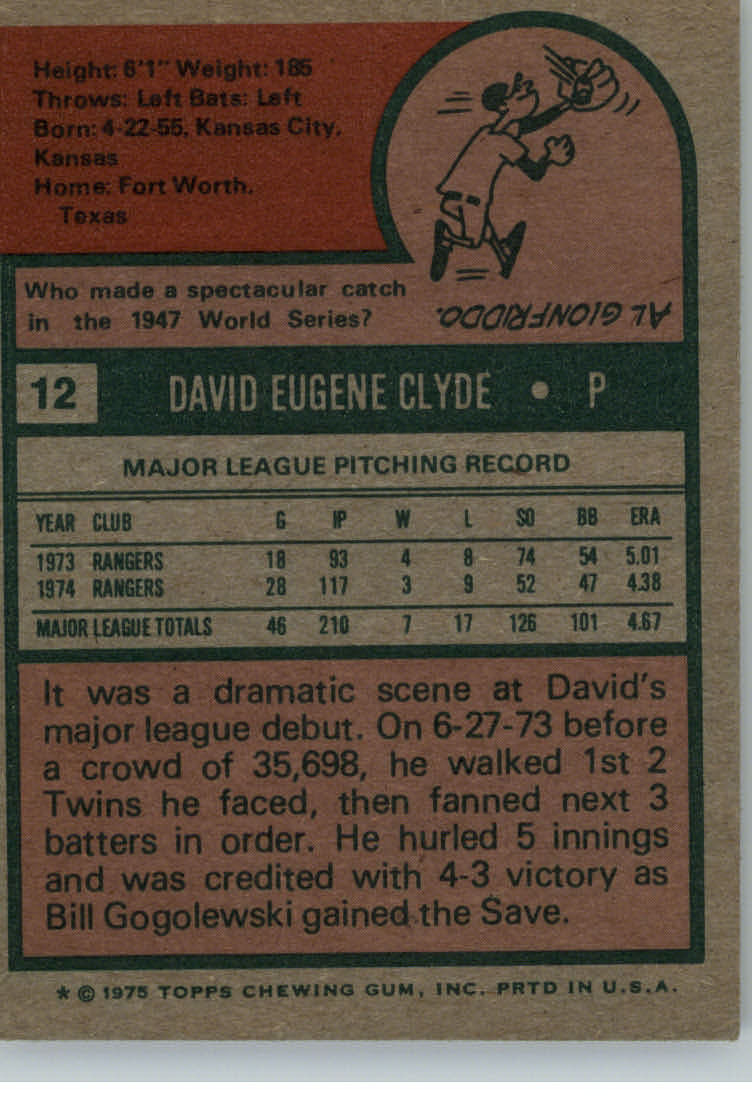 Height: 6'1" Weight: 185
Throws: Left Bats: Left
Born: 4-22-55, Kansas City,
Kansas
Home: Fort Worth,
Texas
Who made a spectacular catch
in the 1947 World Series?
AL GIONFRIDDO.
12 DAVID EUGENE CLYDE • P
MAJOR LEAGUE PITCHING RECORD
YEAR CLUB G IP W L SO BB ERA
1973 RANGERS 18 93 4 8 74 54 5.01
1974 RANGERS 28 117 3 9 52 47 4.38
MAJOR LEAGUE TOTALS 46 210 7 17 126 101 4.67
It was a dramatic scene at David's
major league debut. On 6-27-73 before
a crowd of 35,698, he walked 1st 2
Twins he faced, then fanned next 3
batters in order. He hurled 5 innings
and was credited with 4-3 victory as
Bill Gogolewski gained the Save.
* © 1975 TOPPS CHEWING GUM, INC. PRTD IN U.S.A.